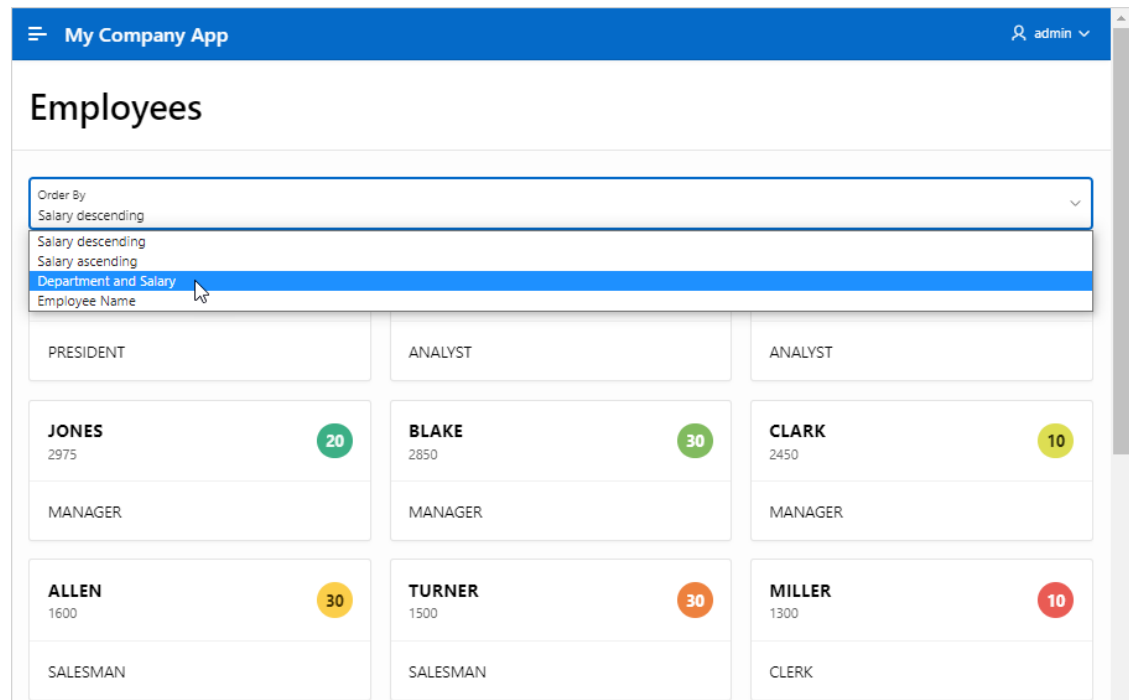 My Company App admin
Employees
Order By
Salary descending
Salary descending
Salary ascending
Department and Salary
Employee Name
PRESIDENT ANALYST ANALYST
JONES 20 BLAKE 30 CLARK 10
2975 2850 2450
MANAGER MANAGER MANAGER
ALLEN 30 TURNER 30 MILLER 10
1600 1500 1300
SALESMAN SALESMAN CLERK